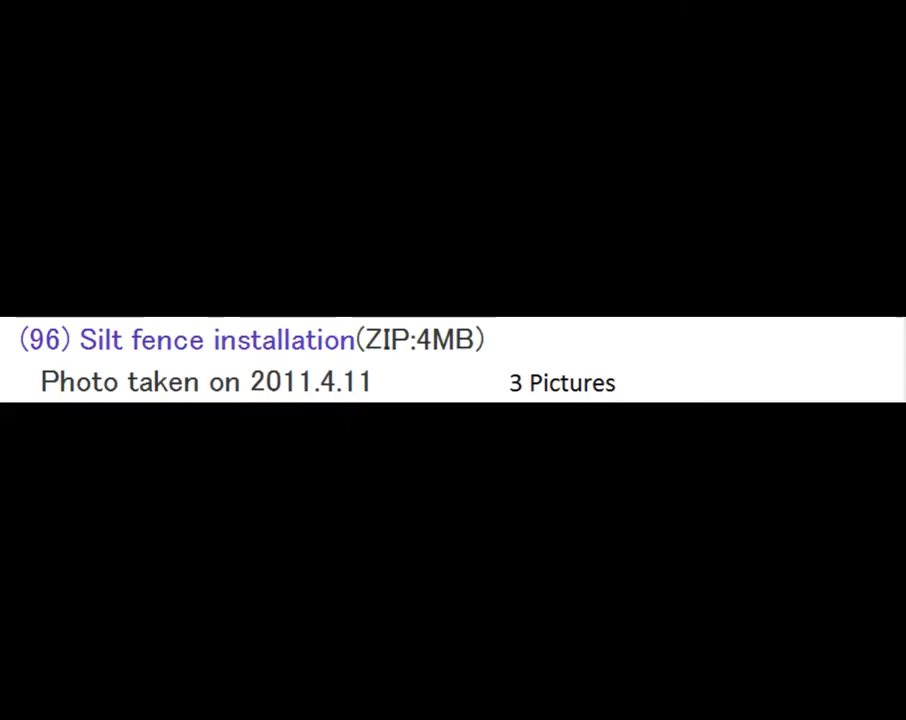 (96) Silt fence installation(ZIP:4MB)
Photo taken on 2011.4.11 3 Pictures